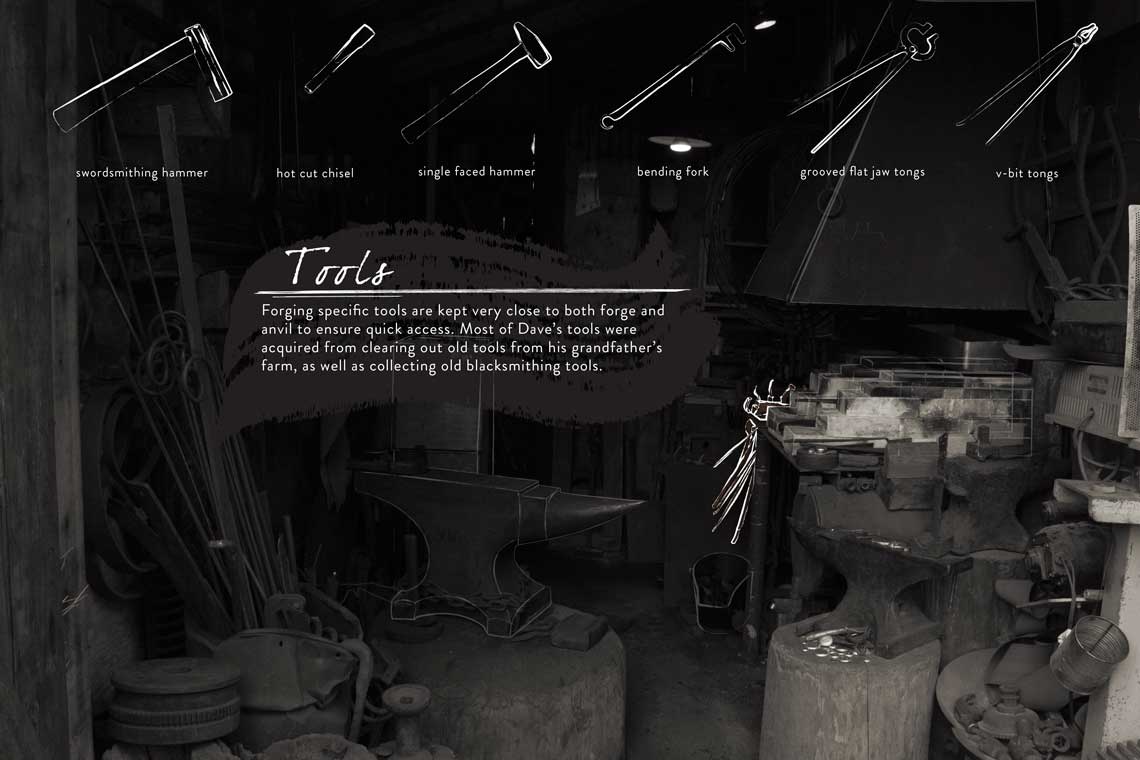 swordsmithing hammer
hot cut chisel
single faced hammer
bending fork
grooved flat jaw tongs
v-bit tongs
Tools
Forging specific tools are kept very close to both forge and
anvil to ensure quick access. Most of Dave's tools were
acquired from clearing out old tools from his grandfather's
farm, as well as collecting old blacksmithing tools.